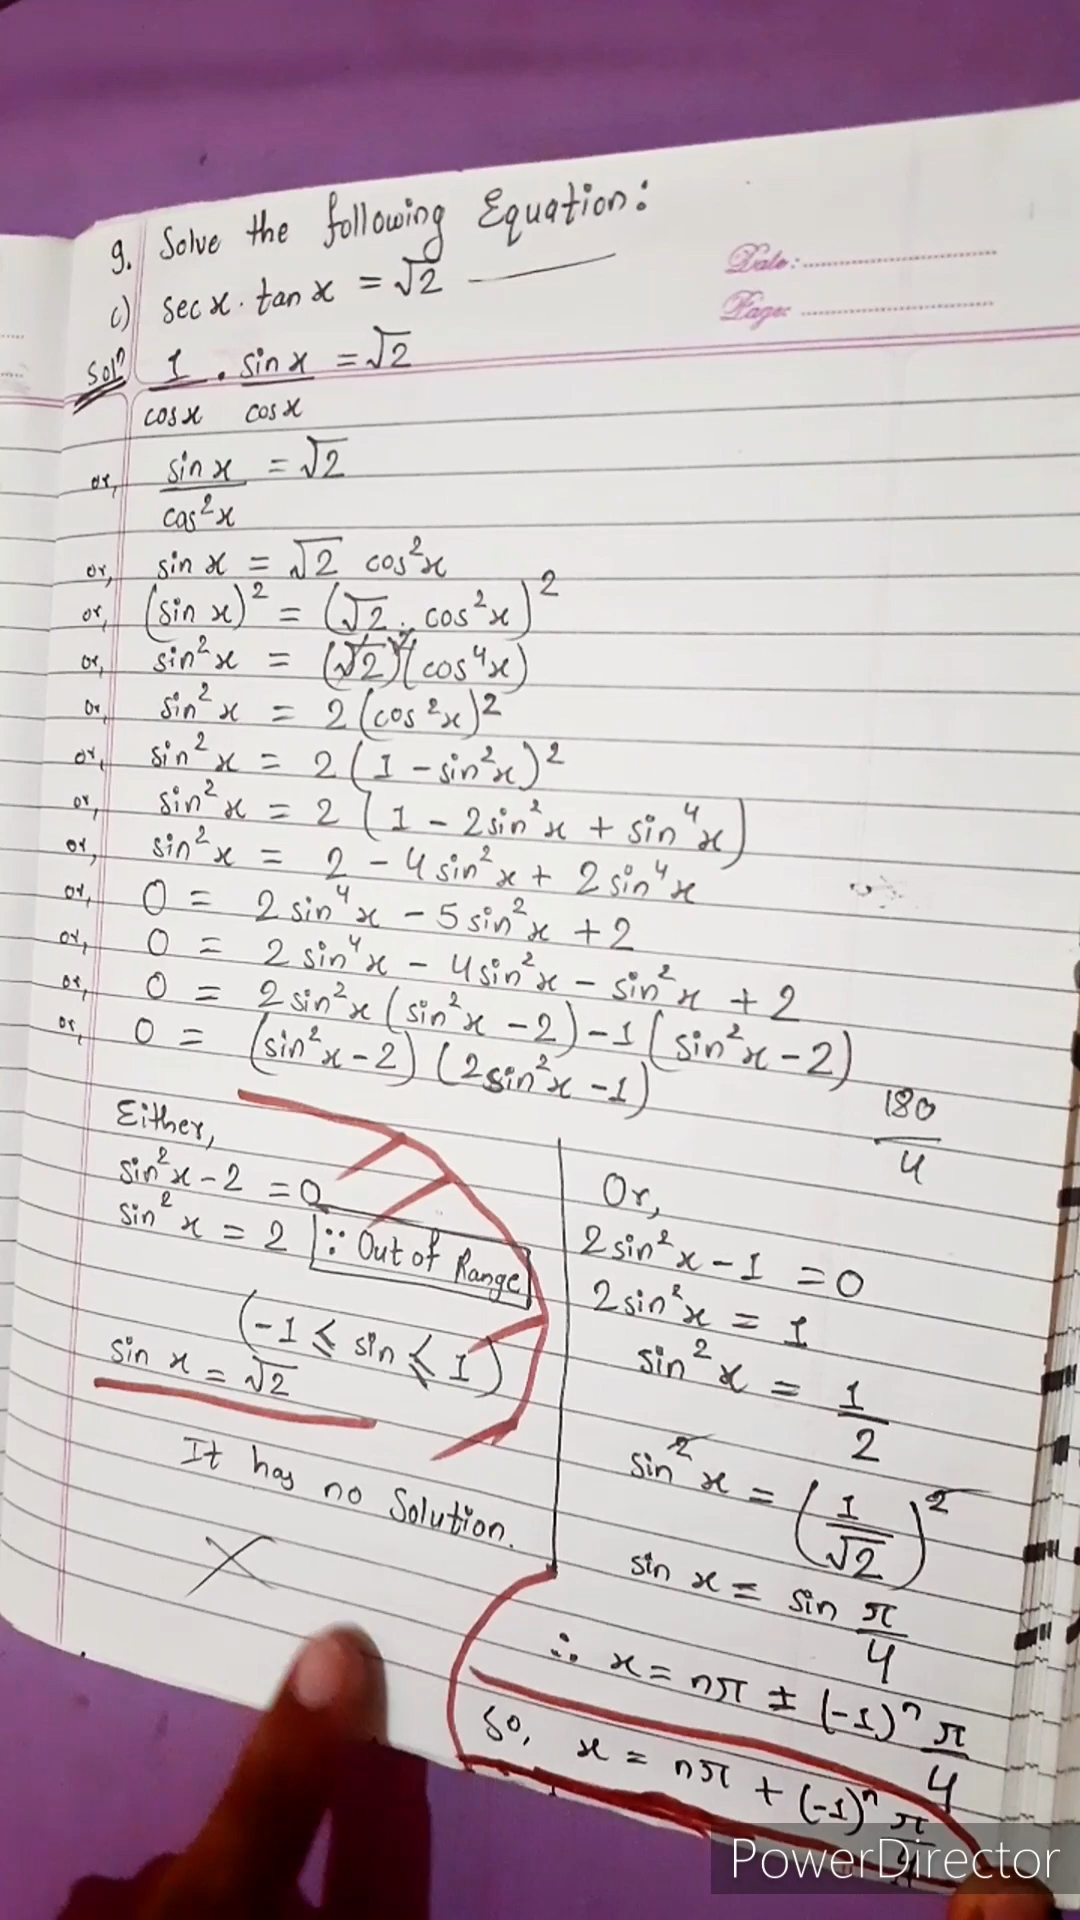 9. Solve the following Equation:
c) sec x . tan x = √2
Date:
Page:
Solⁿ 1/cos x . sin x/cos x = √2
or, sin x/cos²x = √2
or, sin x = √2 cos²x
or, (sin x)² = (√2 . cos²x)²
or, sin²x = (√2)²(cos⁴x)
or, sin²x = 2(cos²x)²
or, sin²x = 2(1 - sin²x)²
or, sin²x = 2(1 - 2sin²x + sin⁴x)
or, sin²x = 2 - 4sin²x + 2sin⁴x
or, 0 = 2sin⁴x - 5sin²x + 2
or, 0 = 2sin⁴x - 4sin²x - sin²x + 2
or, 0 = 2sin²x(sin²x - 2) - 1(sin²x - 2)
or, 0 = (sin²x - 2)(2sin²x - 1)
180/4
Either,
sin²x - 2 = 0
sin²x = 2 ∵ Out of Range
(-1 ≤ sin ≤ 1)
sin x = √2
It has no Solution.
Or,
2sin²x - 1 = 0
2sin²x = 1
sin²x = 1/2
sin²x = (1/√2)²
sin x = sin π/4
∴ x = nπ ± (-1)ⁿ π/4
So, x = nπ + (-1)ⁿ π/4
PowerDirector